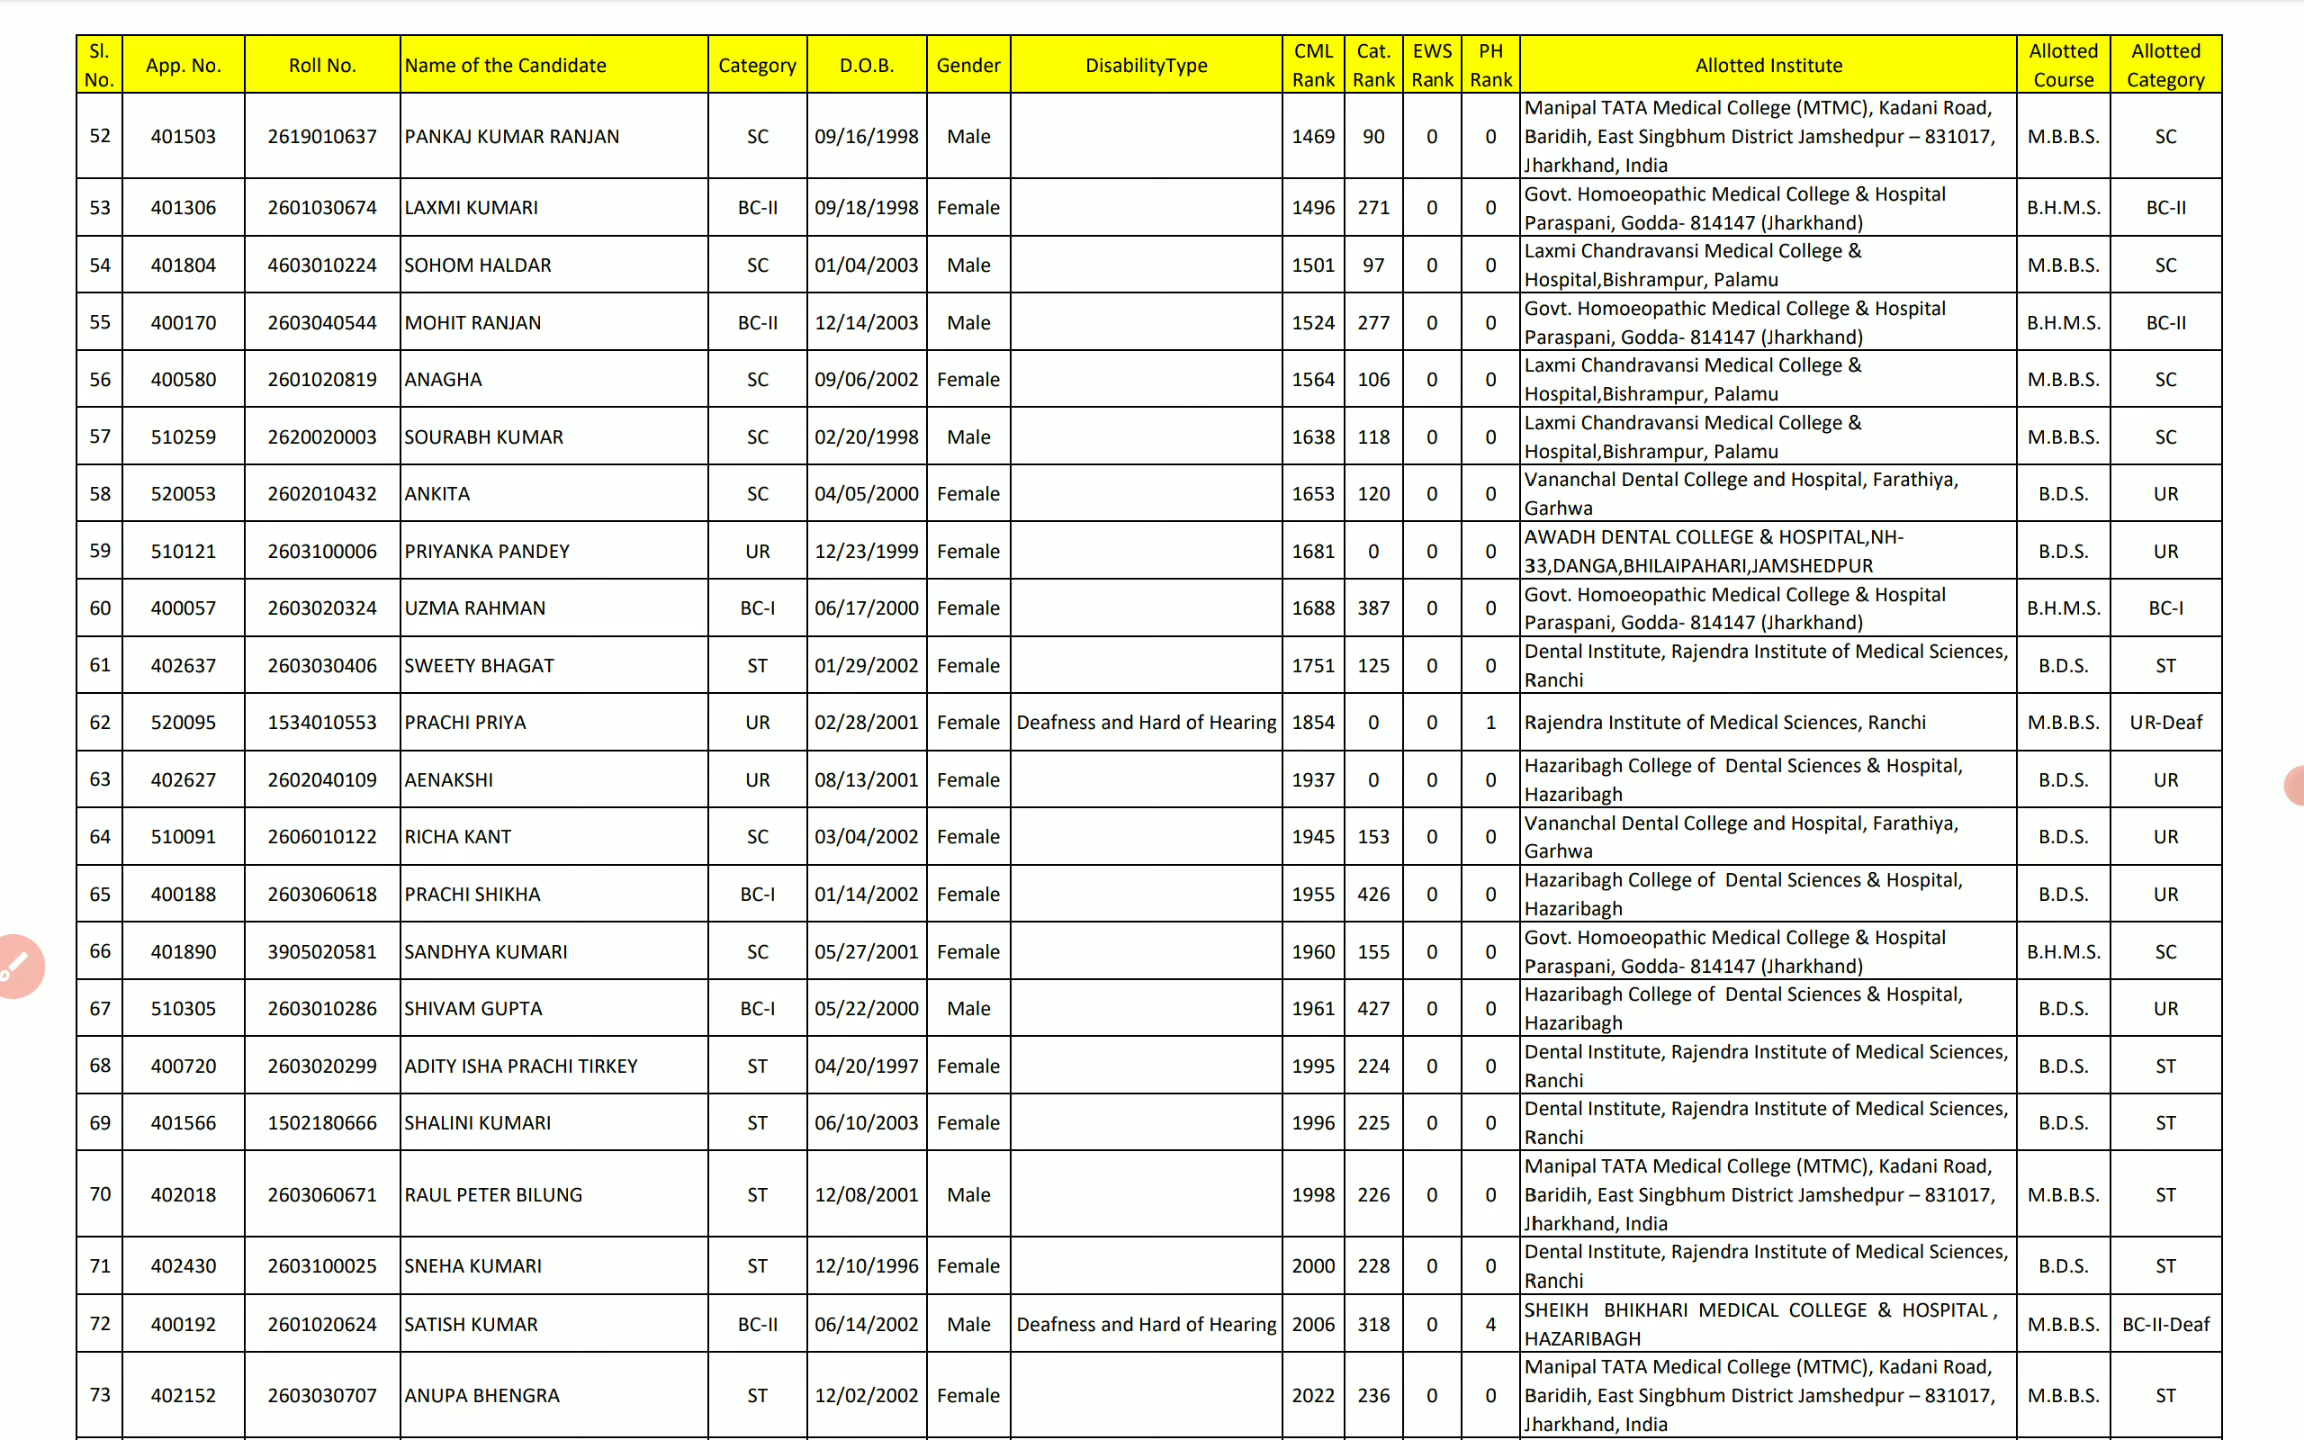 Sl. No. App. No. Roll No. Name of the Candidate Category D.O.B. Gender DisabilityType CML Rank Cat. Rank EWS Rank PH Rank Allotted Institute Allotted Course Allotted Category
52 401503 2619010637 PANKAJ KUMAR RANJAN SC 09/16/1998 Male 1469 90 0 0 Manipal TATA Medical College (MTMC), Kadani Road,
Baridih, East Singbhum District Jamshedpur – 831017,
Jharkhand, India M.B.B.S. SC
53 401306 2601030674 LAXMI KUMARI BC-II 09/18/1998 Female 1496 271 0 0 Govt. Homoeopathic Medical College & Hospital
Paraspani, Godda- 814147 (Jharkhand) B.H.M.S. BC-II
54 401804 4603010224 SOHOM HALDAR SC 01/04/2003 Male 1501 97 0 0 Laxmi Chandravansi Medical College &
Hospital,Bishrampur, Palamu M.B.B.S. SC
55 400170 2603040544 MOHIT RANJAN BC-II 12/14/2003 Male 1524 277 0 0 Govt. Homoeopathic Medical College & Hospital
Paraspani, Godda- 814147 (Jharkhand) B.H.M.S. BC-II
56 400580 2601020819 ANAGHA SC 09/06/2002 Female 1564 106 0 0 Laxmi Chandravansi Medical College &
Hospital,Bishrampur, Palamu M.B.B.S. SC
57 510259 2620020003 SOURABH KUMAR SC 02/20/1998 Male 1638 118 0 0 Laxmi Chandravansi Medical College &
Hospital,Bishrampur, Palamu M.B.B.S. SC
58 520053 2602010432 ANKITA SC 04/05/2000 Female 1653 120 0 0 Vananchal Dental College and Hospital, Farathiya,
Garhwa B.D.S. UR
59 510121 2603100006 PRIYANKA PANDEY UR 12/23/1999 Female 1681 0 0 0 AWADH DENTAL COLLEGE & HOSPITAL,NH-
33,DANGA,BHILAIPAHARI,JAMSHEDPUR B.D.S. UR
60 400057 2603020324 UZMA RAHMAN BC-I 06/17/2000 Female 1688 387 0 0 Govt. Homoeopathic Medical College & Hospital
Paraspani, Godda- 814147 (Jharkhand) B.H.M.S. BC-I
61 402637 2603030406 SWEETY BHAGAT ST 01/29/2002 Female 1751 125 0 0 Dental Institute, Rajendra Institute of Medical Sciences,
Ranchi B.D.S. ST
62 520095 1534010553 PRACHI PRIYA UR 02/28/2001 Female Deafness and Hard of Hearing 1854 0 0 1 Rajendra Institute of Medical Sciences, Ranchi M.B.B.S. UR-Deaf
63 402627 2602040109 AENAKSHI UR 08/13/2001 Female 1937 0 0 0 Hazaribagh College of Dental Sciences & Hospital,
Hazaribagh B.D.S. UR
64 510091 2606010122 RICHA KANT SC 03/04/2002 Female 1945 153 0 0 Vananchal Dental College and Hospital, Farathiya,
Garhwa B.D.S. UR
65 400188 2603060618 PRACHI SHIKHA BC-I 01/14/2002 Female 1955 426 0 0 Hazaribagh College of Dental Sciences & Hospital,
Hazaribagh B.D.S. UR
66 401890 3905020581 SANDHYA KUMARI SC 05/27/2001 Female 1960 155 0 0 Govt. Homoeopathic Medical College & Hospital
Paraspani, Godda- 814147 (Jharkhand) B.H.M.S. SC
67 510305 2603010286 SHIVAM GUPTA BC-I 05/22/2000 Male 1961 427 0 0 Hazaribagh College of Dental Sciences & Hospital,
Hazaribagh B.D.S. UR
68 400720 2603020299 ADITY ISHA PRACHI TIRKEY ST 04/20/1997 Female 1995 224 0 0 Dental Institute, Rajendra Institute of Medical Sciences,
Ranchi B.D.S. ST
69 401566 1502180666 SHALINI KUMARI ST 06/10/2003 Female 1996 225 0 0 Dental Institute, Rajendra Institute of Medical Sciences,
Ranchi B.D.S. ST
70 402018 2603060671 RAUL PETER BILUNG ST 12/08/2001 Male 1998 226 0 0 Manipal TATA Medical College (MTMC), Kadani Road,
Baridih, East Singbhum District Jamshedpur – 831017,
Jharkhand, India M.B.B.S. ST
71 402430 2603100025 SNEHA KUMARI ST 12/10/1996 Female 2000 228 0 0 Dental Institute, Rajendra Institute of Medical Sciences,
Ranchi B.D.S. ST
72 400192 2601020624 SATISH KUMAR BC-II 06/14/2002 Male Deafness and Hard of Hearing 2006 318 0 4 SHEIKH BHIKHARI MEDICAL COLLEGE & HOSPITAL ,
HAZARIBAGH M.B.B.S. BC-II-Deaf
73 402152 2603030707 ANUPA BHENGRA ST 12/02/2002 Female 2022 236 0 0 Manipal TATA Medical College (MTMC), Kadani Road,
Baridih, East Singbhum District Jamshedpur – 831017,
Jharkhand, India M.B.B.S. ST